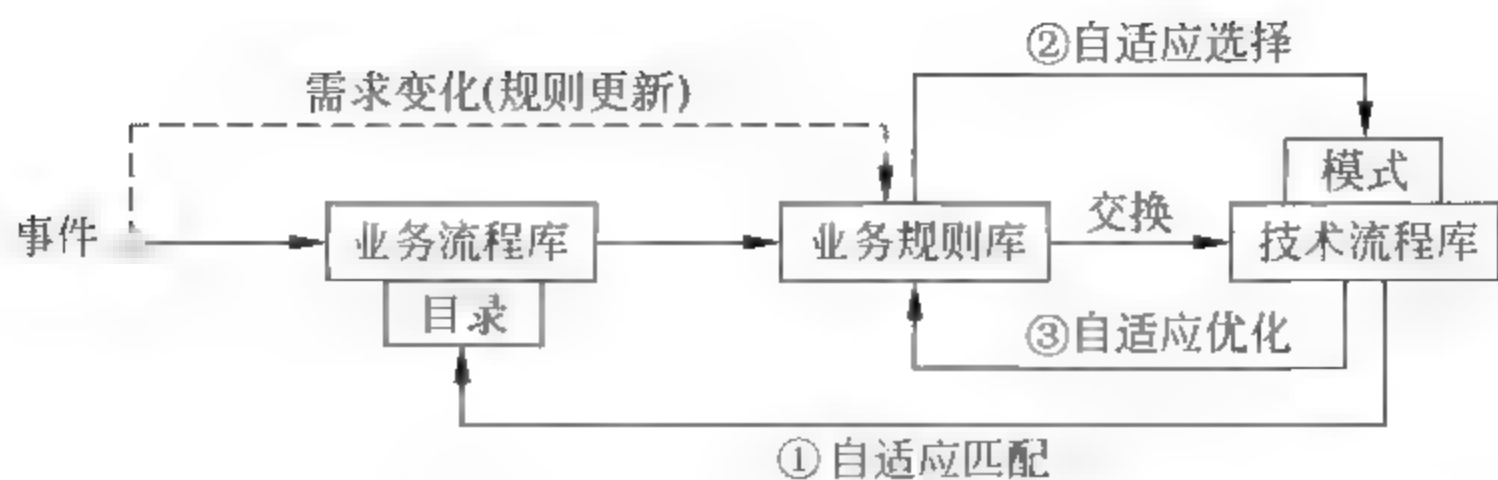 ②自适应选择
需求变化(规则更新)
模式
事件
业务流程库
业务规则库
交换
技术流程库
目录
③自适应优化
①自适应匹配